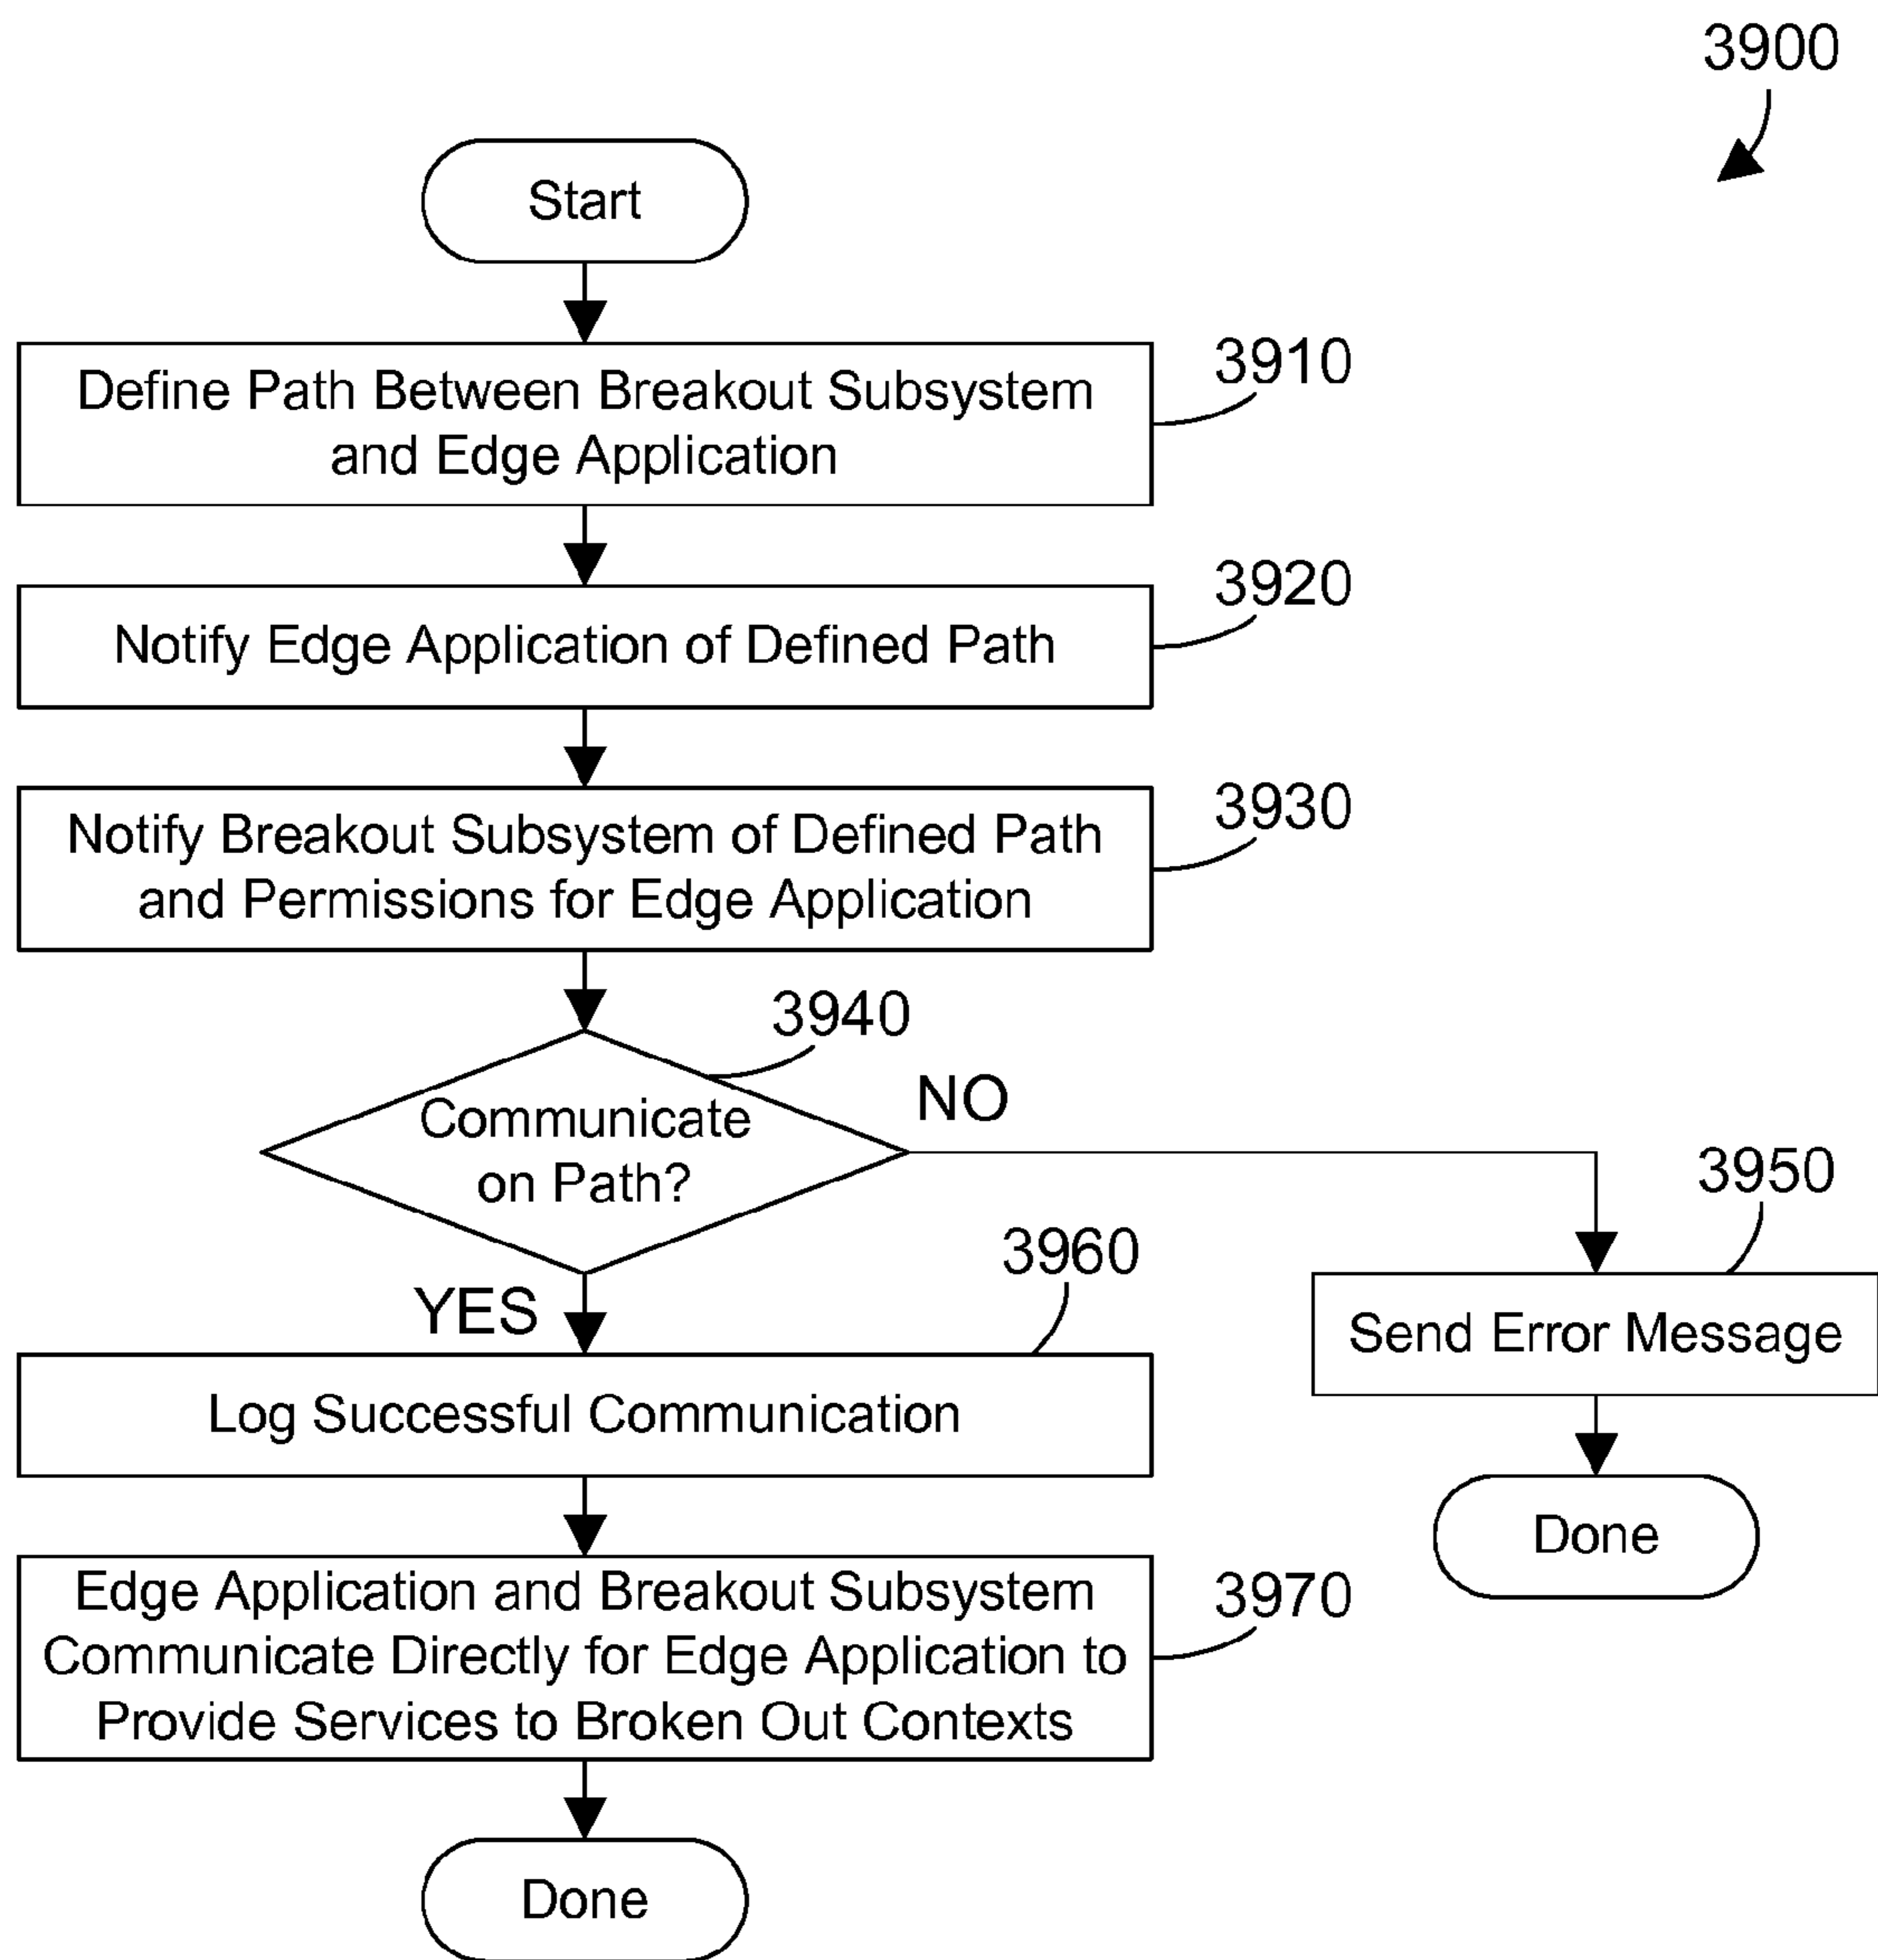 3900
Start
Define Path Between Breakout Subsystem
and Edge Application
3910
Notify Edge Application of Defined Path
3920
Notify Breakout Subsystem of Defined Path
and Permissions for Edge Application
3930
3940
Communicate
on Path?
NO
YES
3950
Send Error Message
Done
3960
Log Successful Communication
Edge Application and Breakout Subsystem
Communicate Directly for Edge Application to
Provide Services to Broken Out Contexts
3970
Done